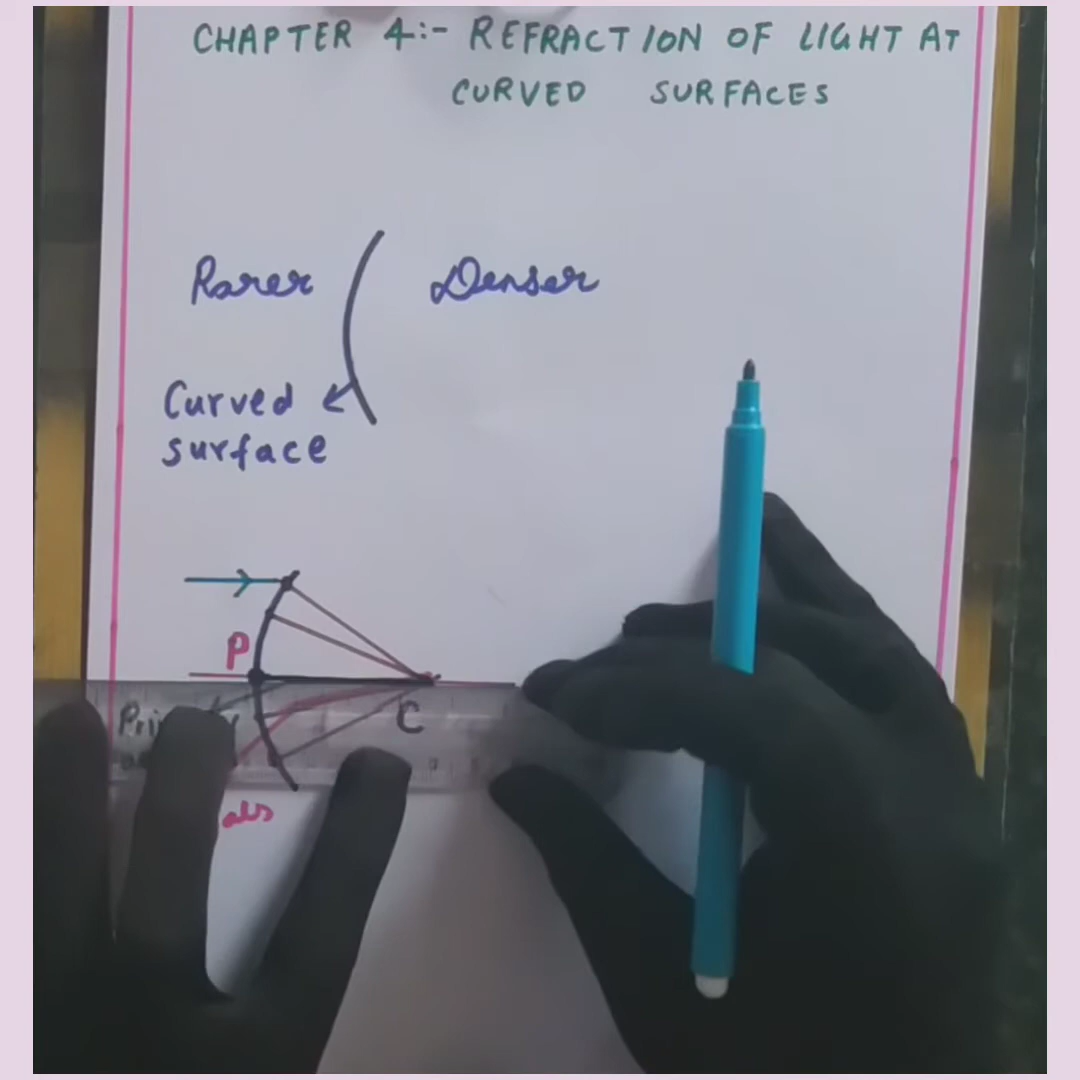 CHAPTER 4:- REFRACTION OF LIGHT AT
CURVED SURFACES
Rarer Denser
Curved
surface
P
C